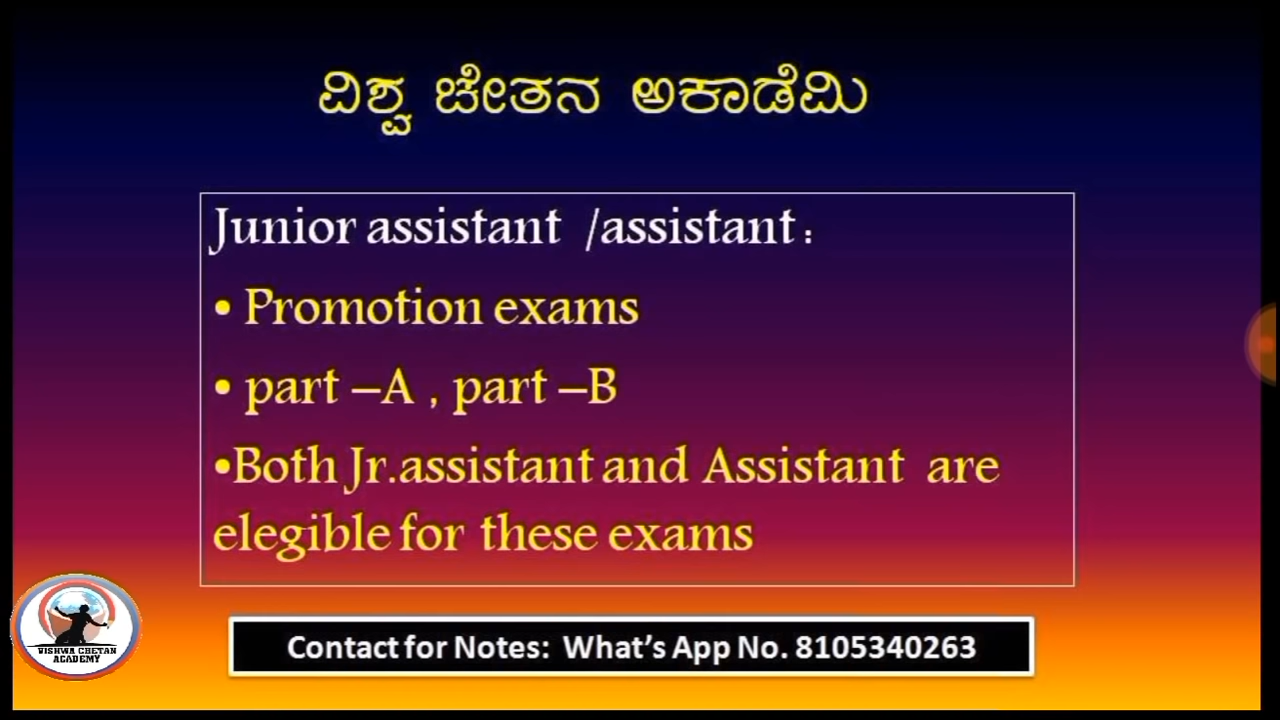 ವಿಶ್ವ ಚೇತನ ಅಕಾಡೆಮಿ
Junior assistant /assistant :
• Promotion exams
• part –A , part –B
•Both Jr.assistant and Assistant are
elegible for these exams
VISHWA CHETAN
ACADEMY
Contact for Notes: What's App No. 8105340263